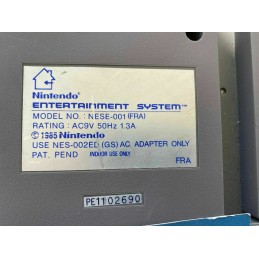 Nintendo
ENTERTAINMENT SYSTEM™
MODEL NO. : NESE-001(FRA)
RATING : AC9V 50Hz 1.3A
© 1985 Nintendo
USE NES-002ED (GS) AC ADAPTER ONLY
PAT. PEND INDOOR USE ONLY
FRA
PE1102690